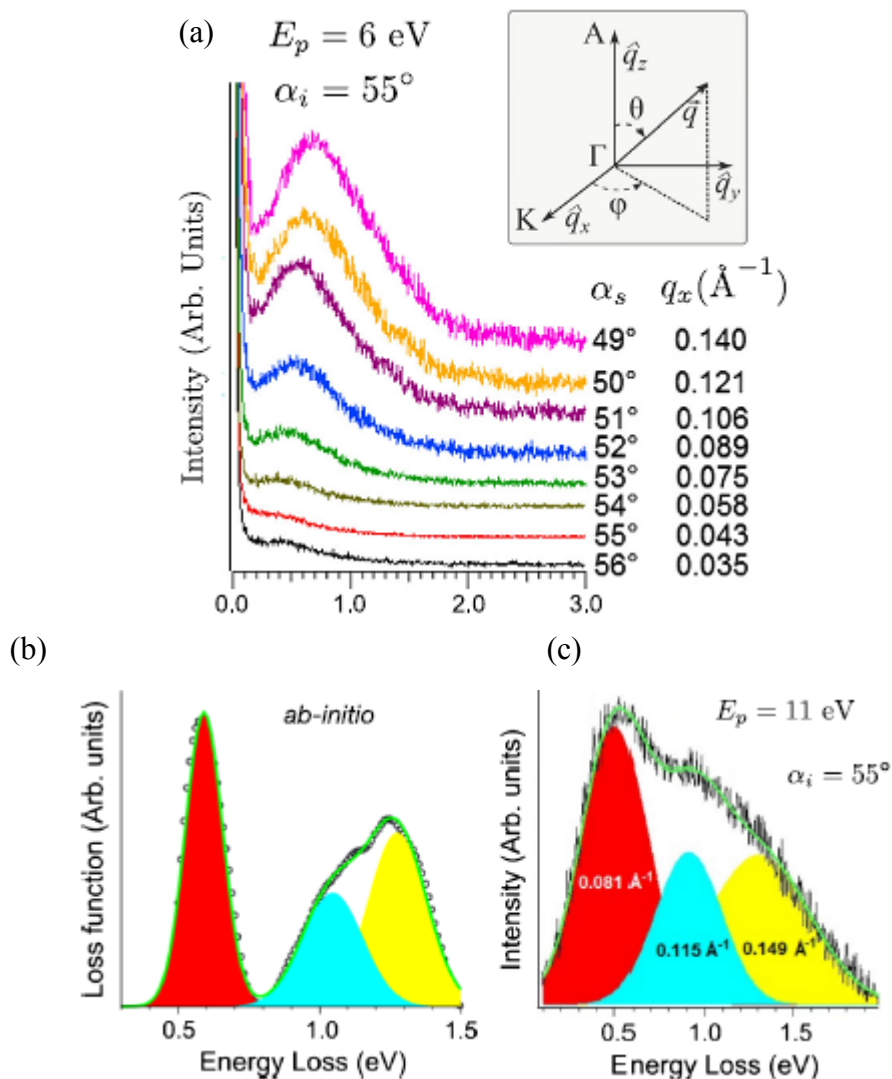 (a)
E_p = 6 eV
α_i = 55°
A
q̂_z
θ
q⃗
Γ
q̂_y
K
q̂_x
φ
Intensity (Arb. Units)
α_s q_x(Å⁻¹)
49° 0.140
50° 0.121
51° 0.106
52° 0.089
53° 0.075
54° 0.058
55° 0.043
56° 0.035
0.0 1.0 2.0 3.0
(b)
ab-initio
Loss function (Arb. units)
0.5 1.0 1.5
Energy Loss (eV)
(c)
E_p = 11 eV
α_i = 55°
Intensity (Arb. units)
0.081 Å⁻¹
0.115 Å⁻¹
0.149 Å⁻¹
0.5 1.0 1.5
Energy Loss (eV)